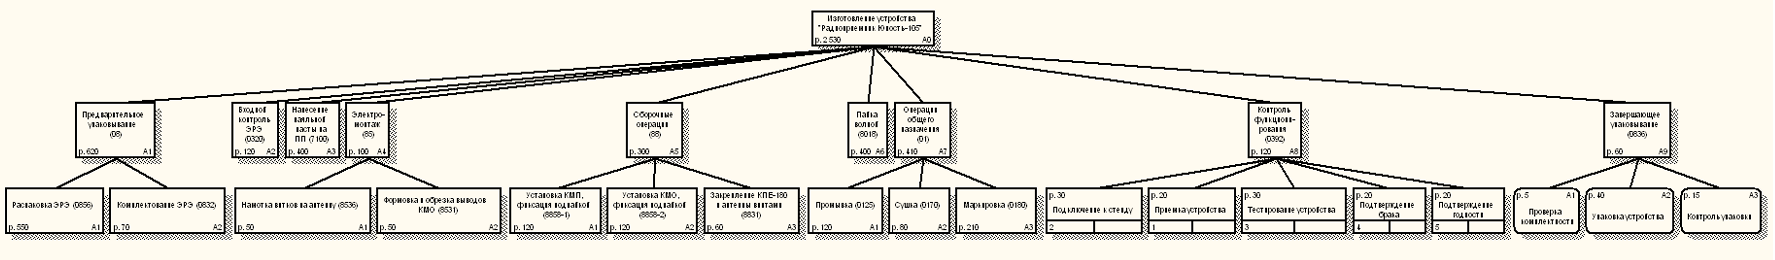 Изготовление устройства
"Радиоприемник Юность-105"
р. 2 530 A0
Предварительное
упаковывание
(08)
р. 620 A1
Входной
контроль
ЭРЭ
(0320)
р. 120 A2
Нанесение
паяльной
пасты на
ПП (7100)
р. 400 A3
Электро-
монтаж
(85)
р. 100 A4
Сборочные
операции
(88)
р. 300 A5
Пайка
волной
(8018)
р. 400 A6
Операции
общего
назначения
(01)
р. 410 A7
Контроль
функциони-
рования
(0392)
р. 120 A8
Завершающее
упаковывание
(0836)
р. 60 A9
Распаковка ЭРЭ (0856)
р. 550 A1
Комплектование ЭРЭ (0832)
р. 70 A2
Намотка витков на антенну (8536)
р. 50 A1
Формовка и обрезка выводов
КМО (8531)
р. 50 A2
Установка КМП,
фиксация подпайкой
(8858-1)
р. 120 A1
Установка КМО,
фиксация подпайкой
(8858-2)
р. 120 A2
Закрепление КПЕ-180
и антенны винтами
(8831)
р. 60 A3
Промывка (0125)
р. 120 A1
Сушка (0170)
р. 80 A2
Маркировка (0180)
р. 210 A3
р. 30
Подключение к стенду
2
р. 20
Приемка устройства
1
р. 30
Тестирование устройства
3
р. 20
Подтверждение
брака
4
р. 20
Подтверждение
годности
5
р. 5 A1
Проверка
комплектности
р. 40 A2
Упаковка устройства
р. 15 A3
Контроль упаковки